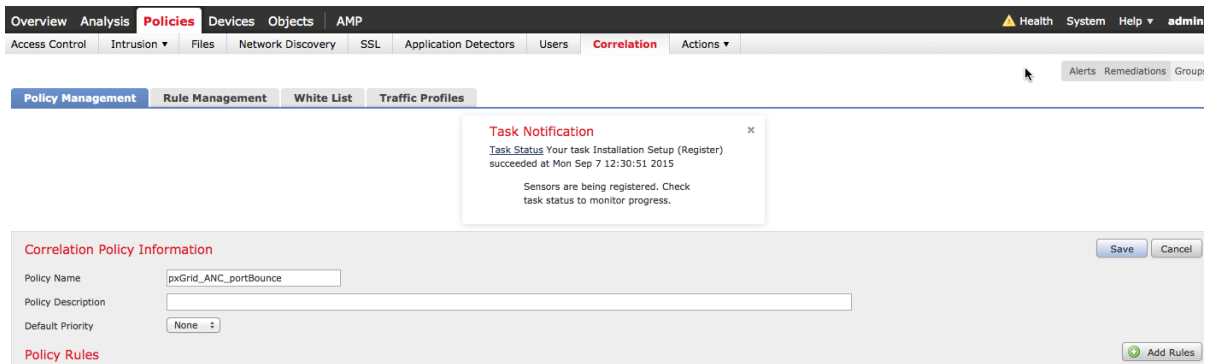 Overview Analysis Policies Devices Objects AMP Health System Help ▾ admin
Access Control Intrusion ▾ Files Network Discovery SSL Application Detectors Users Correlation Actions ▾
Alerts Remediations Groups
Policy Management Rule Management White List Traffic Profiles
Task Notification
Task Status Your task Installation Setup (Register)
succeeded at Mon Sep 7 12:30:51 2015
Sensors are being registered. Check
task status to monitor progress.
Correlation Policy Information Save Cancel
Policy Name pxGrid_ANC_portBounce
Policy Description
Default Priority None
Policy Rules Add Rules